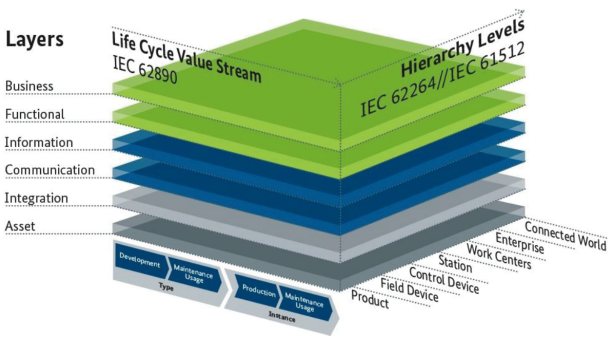 Layers
Life Cycle Value Stream
IEC 62890
Hierarchy Levels
IEC 62264//IEC 61512
Business
Functional
Information
Communication
Integration
Asset
Development
Maintenance
Usage
Type
Production
Maintenance
Usage
Instance
Connected World
Enterprise
Work Centers
Station
Control Device
Field Device
Product